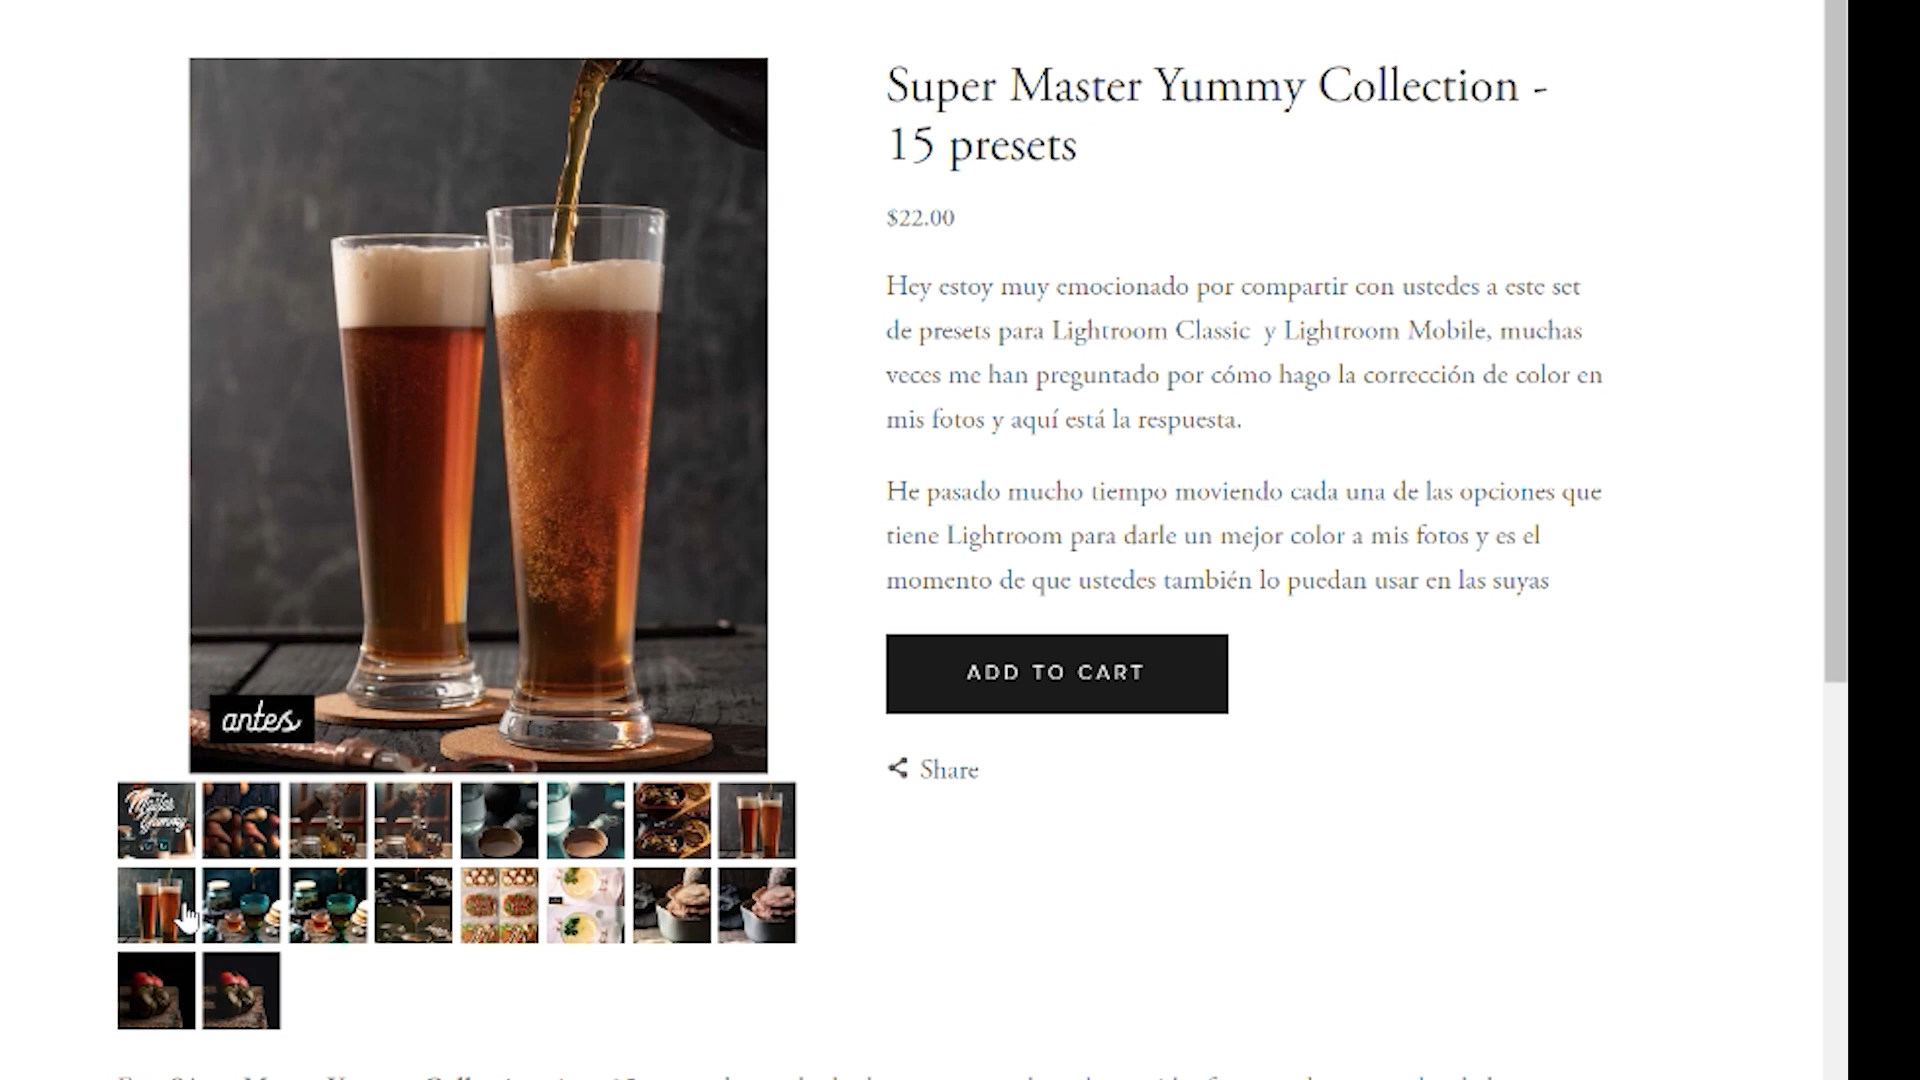 Super Master Yummy Collection -
15 presets
$22.00
Hey estoy muy emocionado por compartir con ustedes a este set
de presets para Lightroom Classic y Lightroom Mobile, muchas
veces me han preguntado por cómo hago la corrección de color en
mis fotos y aquí está la respuesta.
He pasado mucho tiempo moviendo cada una de las opciones que
tiene Lightroom para darle un mejor color a mis fotos y es el
momento de que ustedes también lo puedan usar en las suyas
ADD TO CART
Share
antes
Master
Yummy